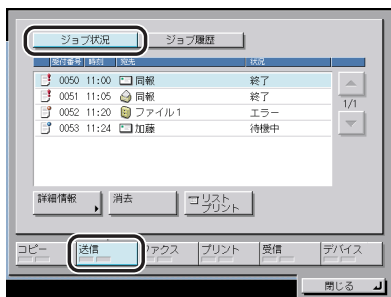 ジョブ状況 ジョブ履歴
受付番号 時刻 宛先 状況
0050 11:00 同報 終了
0051 11:05 同報 終了
0052 11:20 ファイル1 エラー
0053 11:24 加藤 待機中
1/1
詳細情報 消去 リスト
プリント
コピー 送信 ファクス プリント 受信 デバイス
閉じる